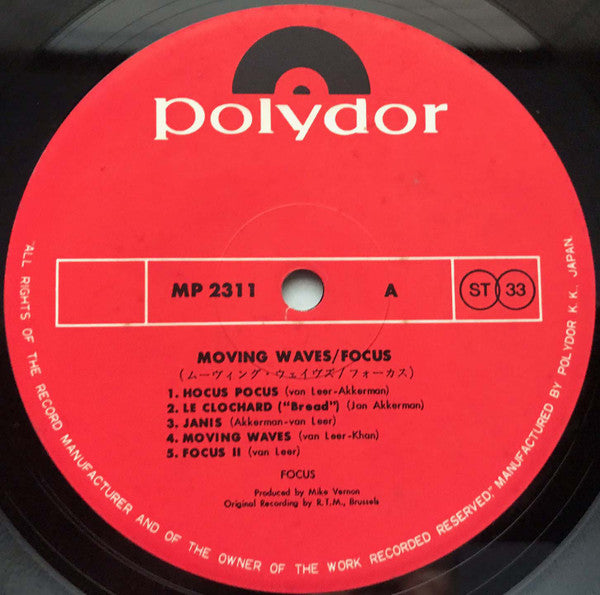 polydor
MP 2311 A ST 33
MOVING WAVES/FOCUS
(ムーヴィング・ウェイヴズ/フォーカス)
1. HOCUS POCUS (van Leer-Akkerman)
2. LE CLOCHARD ("Bread") (Jan Akkerman)
3. JANIS (Akkerman-van Leer)
4. MOVING WAVES (van Leer-Khan)
5. FOCUS II (van Leer)
FOCUS
Produced by Mike Vernon
Original Recording by R.T.M., Brussels
"ALL RIGHTS OF THE RECORD MANUFACTURER AND OF THE OWNER OF THE WORK RECORDED RESERVED." MANUFACTURED BY POLYDOR K.K., JAPAN.